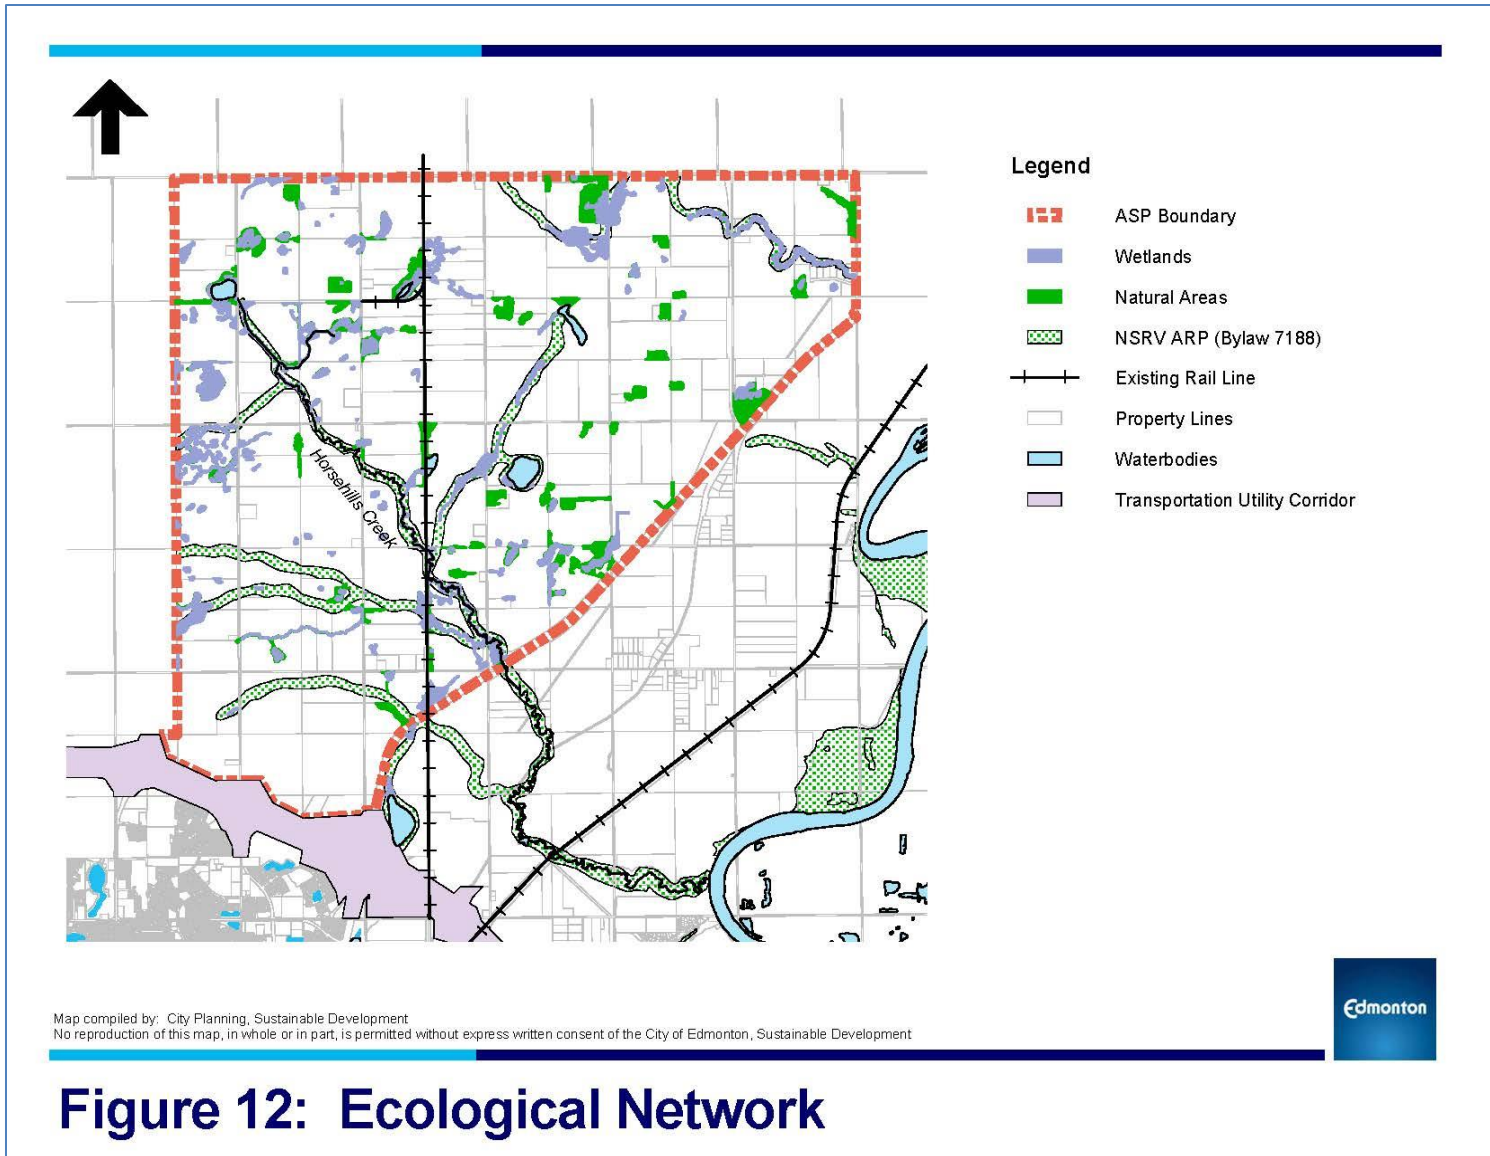 Legend
ASP Boundary
Wetlands
Natural Areas
NSRV ARP (Bylaw 7188)
Existing Rail Line
Property Lines
Waterbodies
Transportation Utility Corridor
Horsehills Creek
Edmonton
Map compiled by: City Planning, Sustainable Development
No reproduction of this map, in whole or in part, is permitted without express written consent of the City of Edmonton, Sustainable Development
Figure 12: Ecological Network